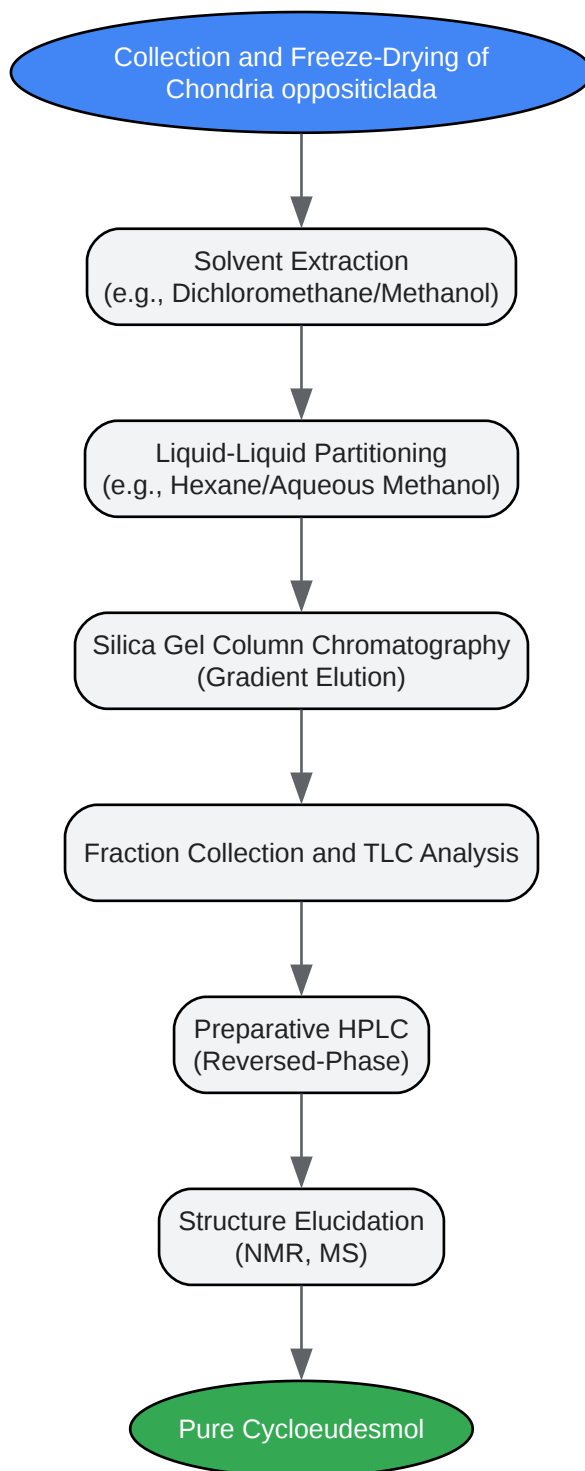 Collection and Freeze-Drying of
Chondria oppositiclada
Solvent Extraction
(e.g., Dichloromethane/Methanol)
Liquid-Liquid Partitioning
(e.g., Hexane/Aqueous Methanol)
Silica Gel Column Chromatography
(Gradient Elution)
Fraction Collection and TLC Analysis
Preparative HPLC
(Reversed-Phase)
Structure Elucidation
(NMR, MS)
Pure Cycloeudesmol